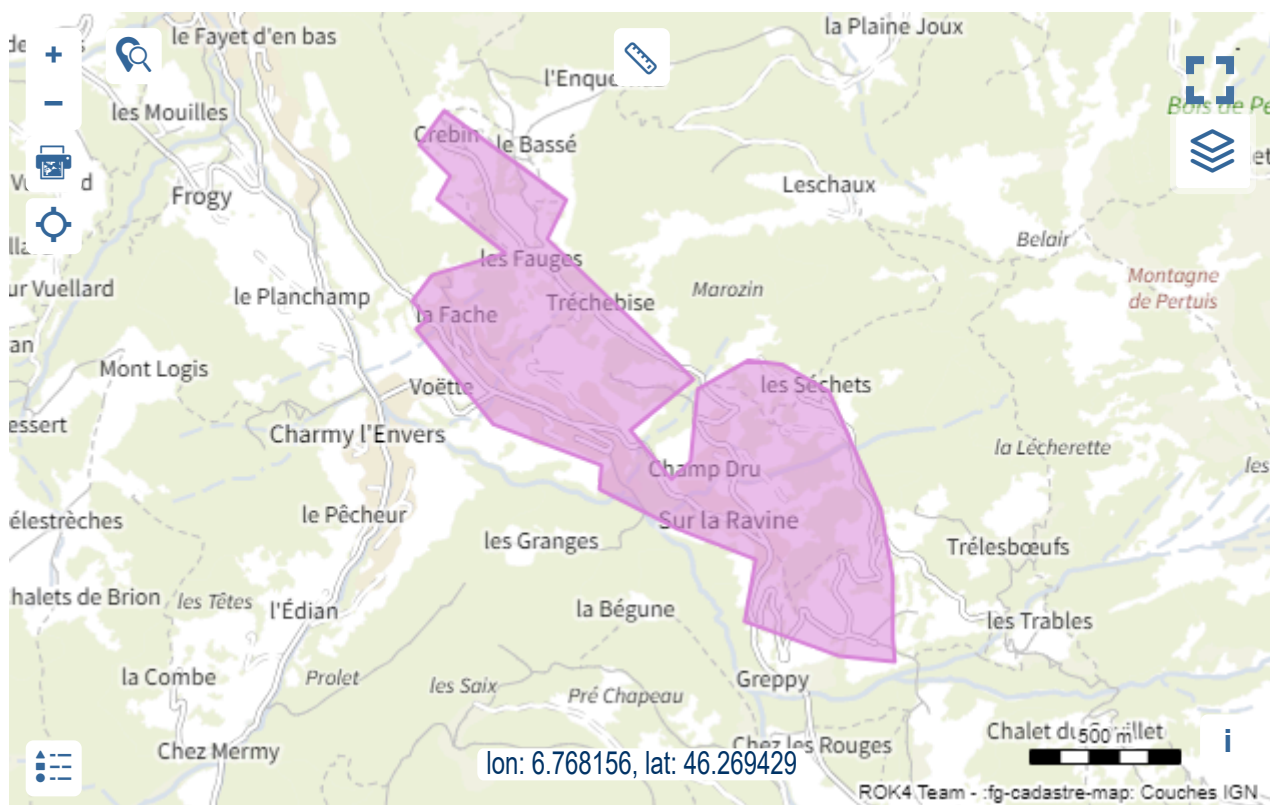 le Fayet d'en bas
la Plaine Joux
+
−
les Mouilles
Crebin
le Bassé
Frogy
Leschaux
Belair
les Fauges
ur Vuellard
le Planchamp
Tréchebise
Marozin
Montagne
de Pertuis
la Fache
Mont Logis
Voëtte
les Séchets
essert
Charmy l'Envers
Champ Dru
la Lécherette
les
élestrèches
le Pêcheur
Sur la Ravine
les Granges
Trélesbœufs
halets de Brion
les Têtes
l'Édian
la Bégune
les Trables
la Combe
Prolet
les Saix
Pré Chapeau
Greppy
Chez Mermy
Chez les Rouges
Chalet du
500 m
illet
i
lon: 6.768156, lat: 46.269429
ROK4 Team - :fg-cadastre-map: Couches IGN